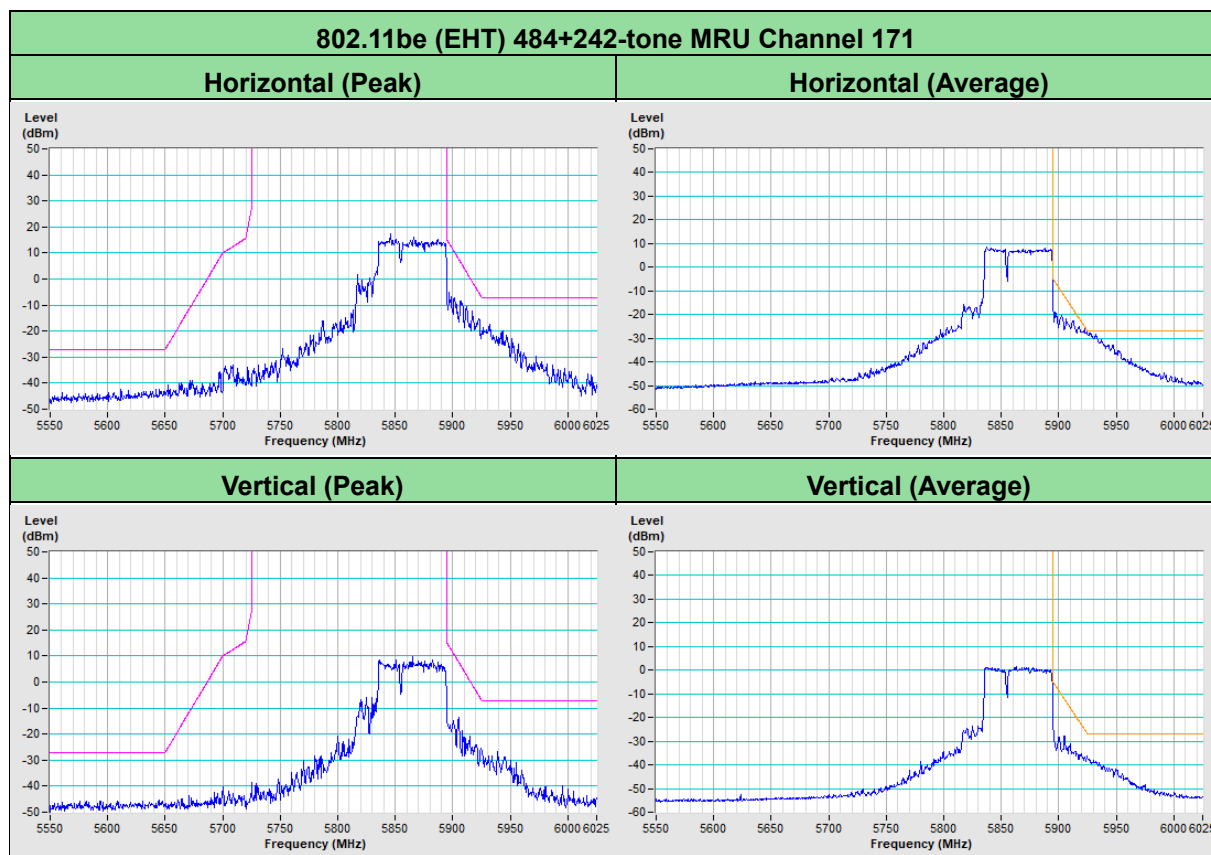 802.11be (EHT) 484+242-tone MRU Channel 171
Horizontal (Peak)
Horizontal (Average)
Level
(dBm)
50
40
30
20
10
0
-10
-20
-30
-40
-50
5550 5600 5650 5700 5750 5800 5850 5900 5950 6000 6025
Frequency (MHz)
Level
(dBm)
50
40
30
20
10
0
-10
-20
-30
-40
-50
-60
5550 5600 5650 5700 5750 5800 5850 5900 5950 6000 6025
Frequency (MHz)
Vertical (Peak)
Vertical (Average)
Level
(dBm)
50
40
30
20
10
0
-10
-20
-30
-40
-50
5550 5600 5650 5700 5750 5800 5850 5900 5950 6000 6025
Frequency (MHz)
Level
(dBm)
50
40
30
20
10
0
-10
-20
-30
-40
-50
-60
5550 5600 5650 5700 5750 5800 5850 5900 5950 6000 6025
Frequency (MHz)